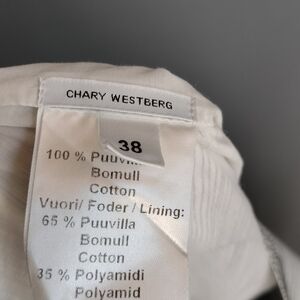 CHARY WESTBERG
38
100 % Puuvilla
Bomull
Cotton
Vuori/ Foder / Lining:
65 % Puuvilla
Bomull
Cotton
35 % Polyamidi
Polyamid